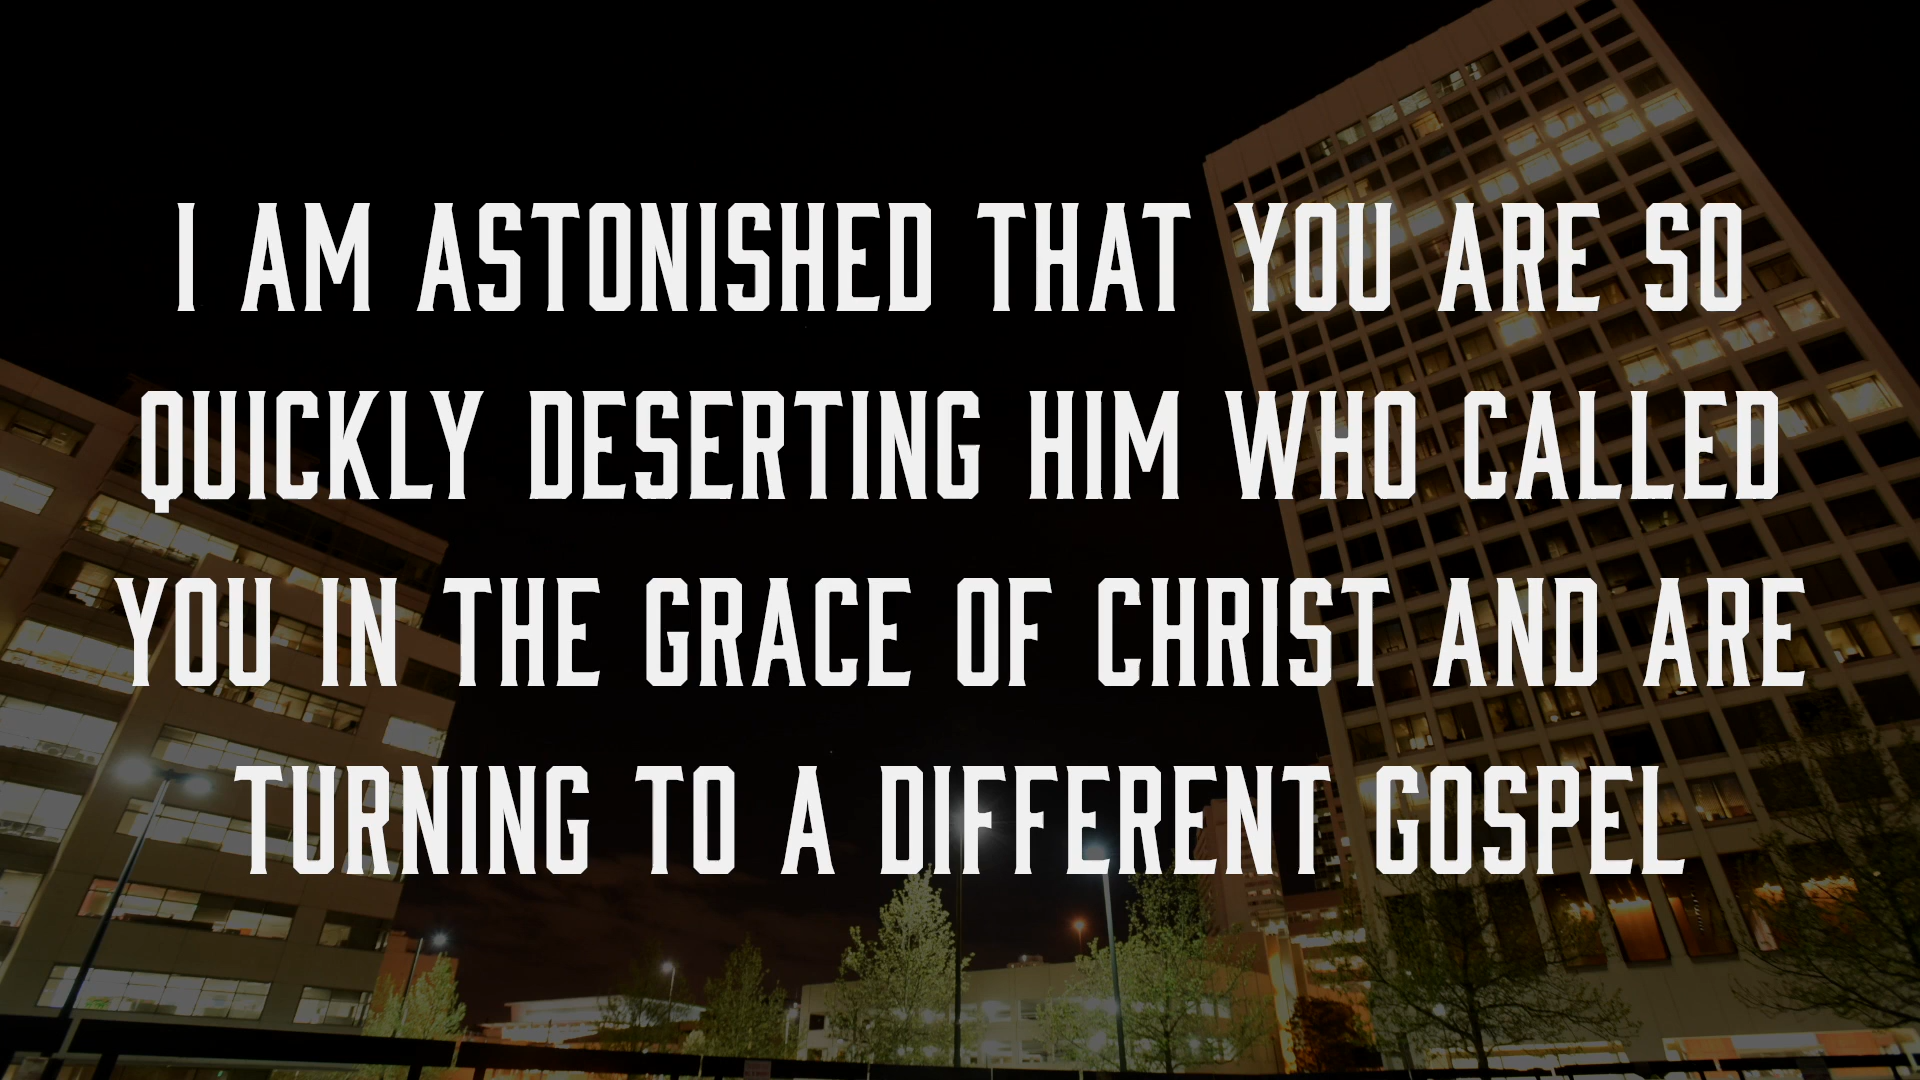 I AM ASTONISHED THAT YOU ARE SO
QUICKLY DESERTING HIM WHO CALLED
YOU IN THE GRACE OF CHRIST AND ARE
TURNING TO A DIFFERENT GOSPEL